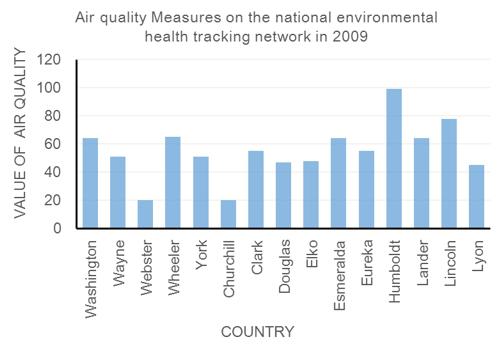 Air quality Measures on the national environmental
health tracking network in 2009
VALUE OF AIR QUALITY
120
100
80
60
40
20
0
Washington
Wayne
Webster
Wheeler
York
Churchill
Clark
Douglas
Elko
Esmeralda
Eureka
Humboldt
Lander
Lincoln
Lyon
COUNTRY